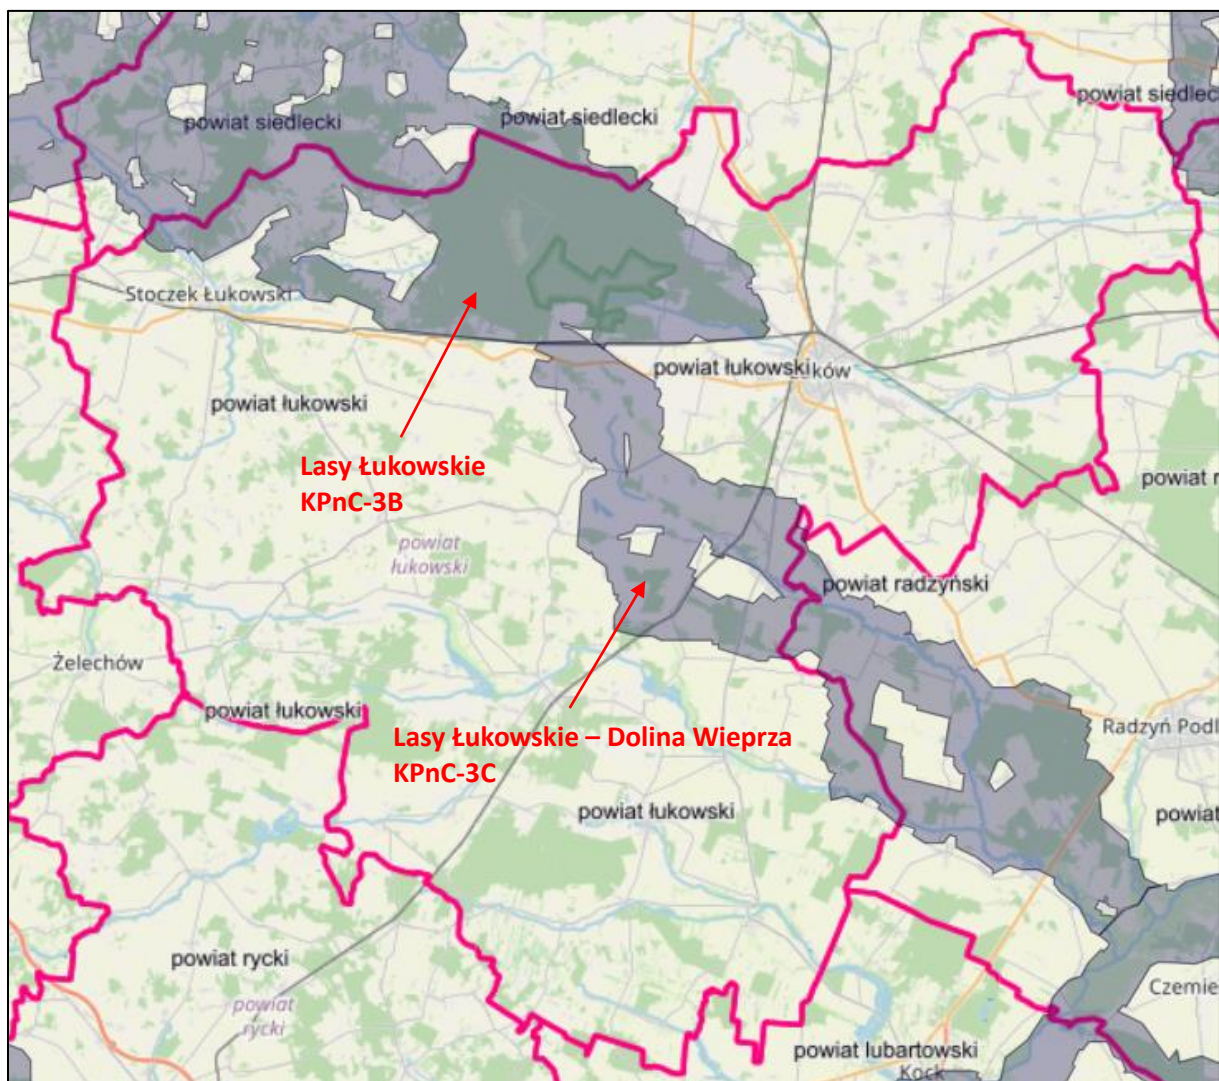 powiat siedlecki
powiat siedlecki
powiat siedlec
Stoczek Łukowski
powiat łukowski
ków
powiat łukowski
Lasy Łukowskie
KPnC-3B
powiat r
powiat
łukowski
powiat radzyński
Żelechów
powiat łukowski
Radzyń Podl
Lasy Łukowskie – Dolina Wieprza
KPnC-3C
powiat łukowski
powiat
powiat rycki
Czemie
powiat
rycki
powiat lubartowski
Kock